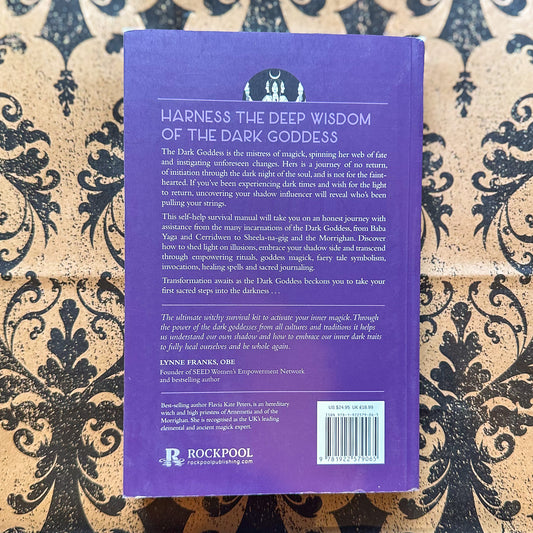 HARNESS THE DEEP WISDOM
OF THE DARK GODDESS
The Dark Goddess is the mistress of magick, spinning her web of fate
and instigating unforeseen changes. Hers is a journey of no return,
of initiation through the dark night of the soul, and is not for the faint-
hearted. If you've been experiencing dark times and wish for the light
to return, uncovering your shadow influencer will reveal who's been
pulling your strings.
This self-help survival manual will take you on an honest journey with
assistance from the many incarnations of the Dark Goddess, from Baba
Yaga and Cerridwen to Sheela-na-gig and the Morrighan. Discover
how to shed light on illusions, embrace your shadow side and transcend
through empowering rituals, goddess magick, faery tale symbolism,
invocations, healing spells and sacred journaling.
Transformation awaits as the Dark Goddess beckons you to take your
first sacred steps into the darkness . . .
The ultimate witchy survival kit to activate your inner magick. Through
the power of the dark goddesses from all cultures and traditions it helps
us understand our own shadow and how to embrace our inner dark traits
to fully heal ourselves and be whole again.
LYNNE FRANKS, OBE
Founder of SEED Women's Empowerment Network
and bestselling author
Best-selling author Flavia Kate Peters, is an hereditary
witch and high priestess of Arnemetia and of the
Morrighan. She is recognised as the UK's leading
elemental and ancient magick expert.
R ROCKPOOL
rockpoolpublishing.com
US $24.95 UK £18.99
ISBN 978-1-922579-06-5
9 781922 579065